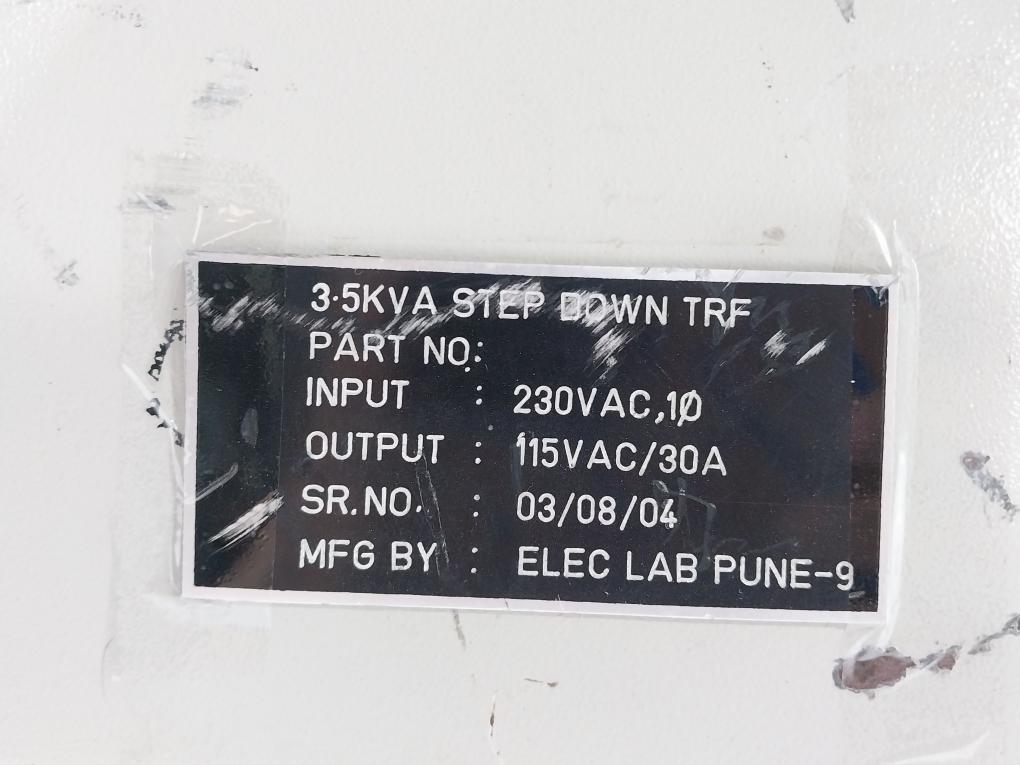 3·5KVA STEP DOWN TRF
PART NO:
INPUT : 230VAC,1Ø
OUTPUT : 115VAC/30A
SR.NO. : 03/08/04
MFG BY : ELEC LAB PUNE-9